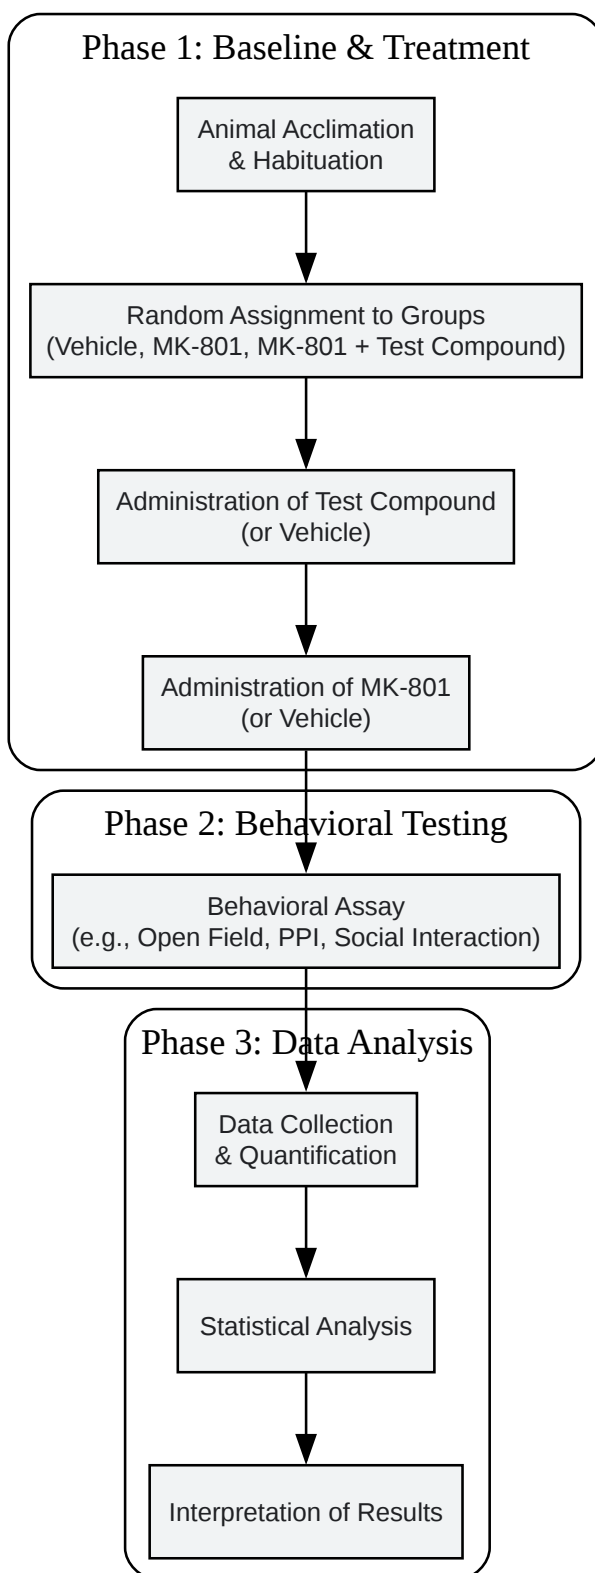 Phase 1: Baseline & Treatment
Animal Acclimation
& Habituation
Random Assignment to Groups
(Vehicle, MK-801, MK-801 + Test Compound)
Administration of Test Compound
(or Vehicle)
Administration of MK-801
(or Vehicle)
Phase 2: Behavioral Testing
Behavioral Assay
(e.g., Open Field, PPI, Social Interaction)
Phase 3: Data Analysis
Data Collection
& Quantification
Statistical Analysis
Interpretation of Results